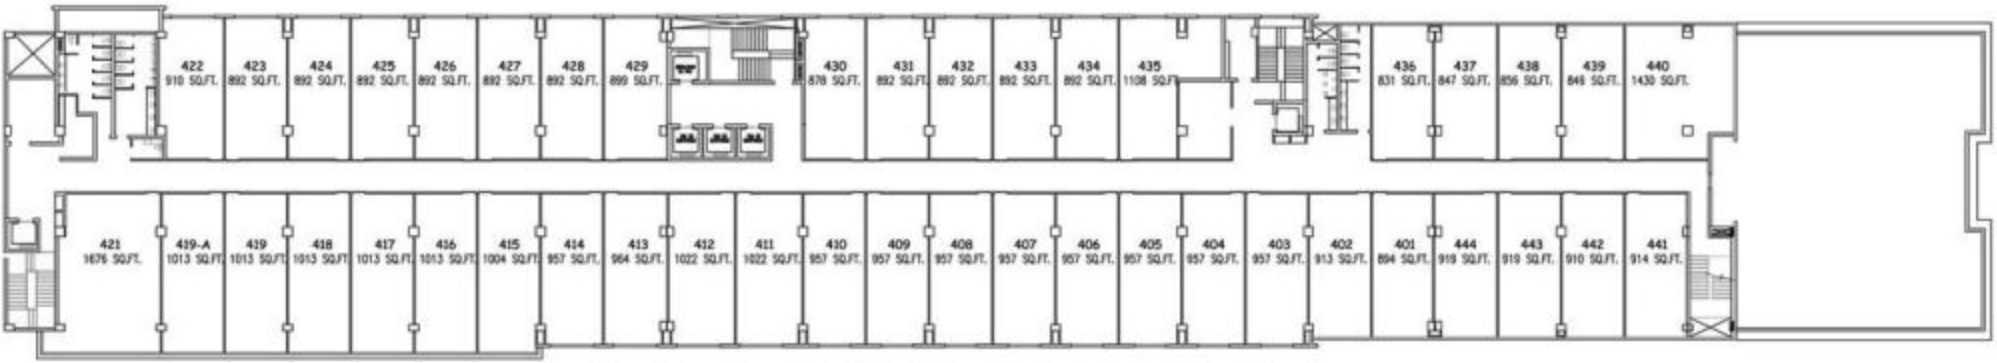 422
910 SQ.FT.
423
892 SQ.FT.
424
892 SQ.FT.
425
892 SQ.FT.
426
892 SQ.FT.
427
892 SQ.FT.
428
892 SQ.FT.
429
899 SQ.FT.
430
878 SQ.FT.
431
892 SQ.FT.
432
892 SQ.FT.
433
892 SQ.FT.
434
892 SQ.FT.
435
1108 SQ.FT.
436
831 SQ.FT.
437
847 SQ.FT.
438
856 SQ.FT.
439
846 SQ.FT.
440
1430 SQ.FT.
421
1676 SQ.FT.
419-A
1013 SQ.FT.
419
1013 SQ.FT.
418
1013 SQ.FT.
417
1013 SQ.FT.
416
1013 SQ.FT.
415
1004 SQ.FT.
414
957 SQ.FT.
413
964 SQ.FT.
412
1022 SQ.FT.
411
1022 SQ.FT.
410
957 SQ.FT.
409
957 SQ.FT.
408
957 SQ.FT.
407
957 SQ.FT.
406
957 SQ.FT.
405
957 SQ.FT.
404
957 SQ.FT.
403
957 SQ.FT.
402
913 SQ.FT.
401
894 SQ.FT.
444
919 SQ.FT.
443
919 SQ.FT.
442
910 SQ.FT.
441
914 SQ.FT.